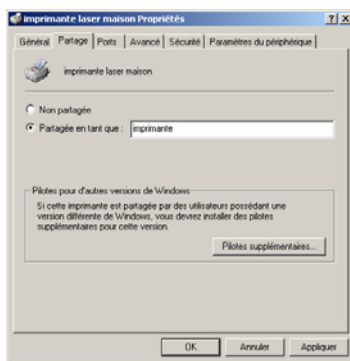 imprimante laser maison Propriétés
Général Partage Ports Avancé Sécurité Paramètres du périphérique
imprimante laser maison
Non partagée
Partagée en tant que : imprimante
Pilotes pour d'autres versions de Windows
Si cette imprimante est partagée par des utilisateurs possédant une
version différente de Windows, vous devrez installer des pilotes
supplémentaires pour cette version.
Pilotes supplémentaires...
OK Annuler Appliquer